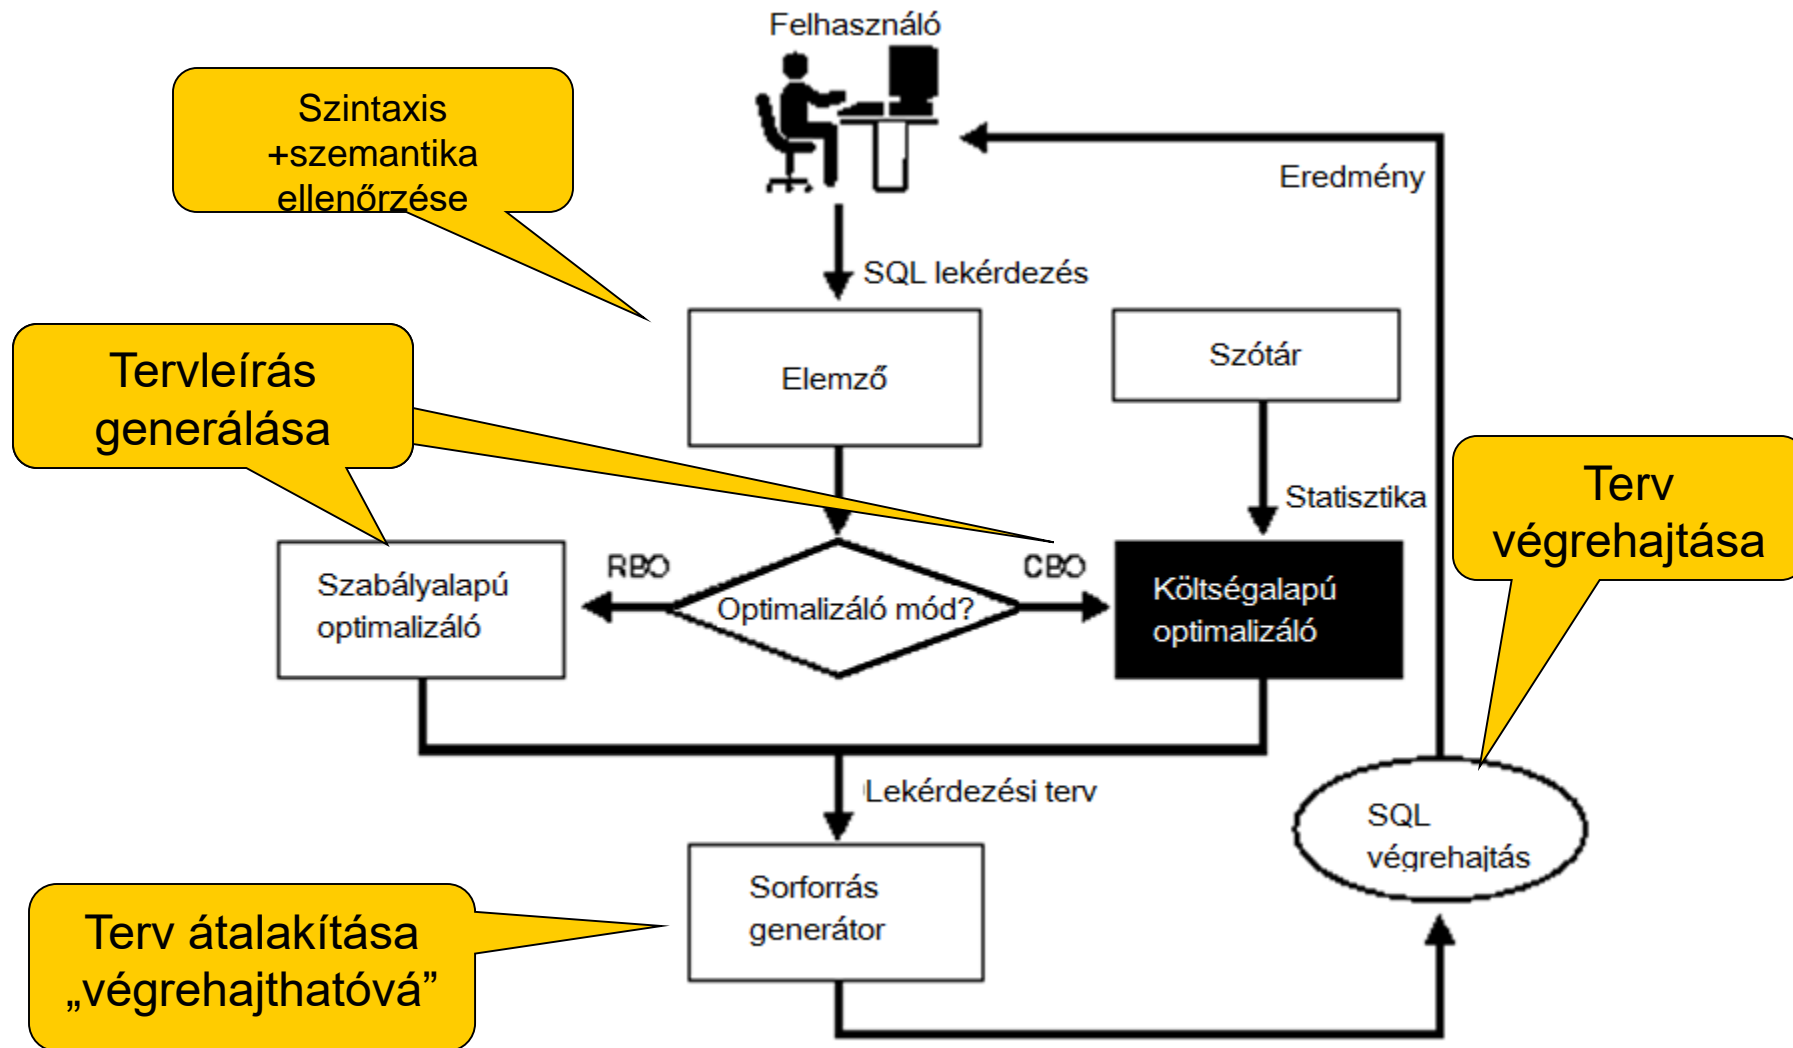 Felhasználó
Szintaxis
+szemantika
ellenőrzése
Eredmény
SQL lekérdezés
Elemző
Szótár
Tervleírás
generálása
Statisztika
Terv
végrehajtása
RBO
CBO
Szabályalapú
optimalizáló
Optimalizáló mód?
Költségalapú
optimalizáló
Lekérdezési terv
SQL
végrehajtás
Sorforrás
generátor
Terv átalakítása
„végrehajthatóvá”